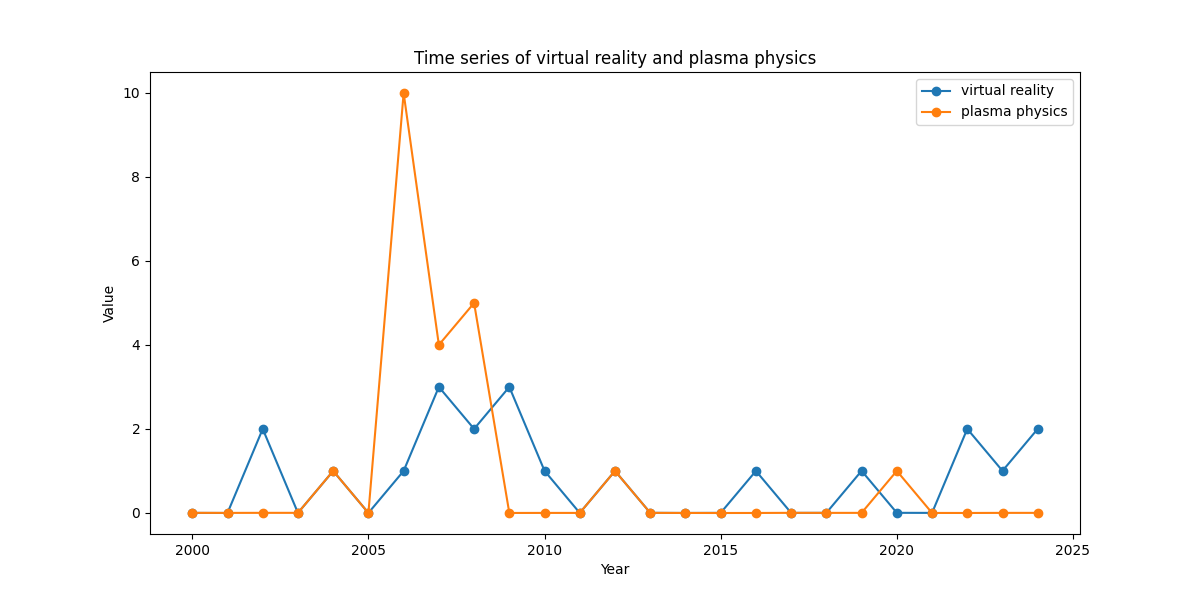 Time series of virtual reality and plasma physics
virtual reality
plasma physics
10
8
6
4
2
0
Value
2000
2005
2010
2015
2020
2025
Year